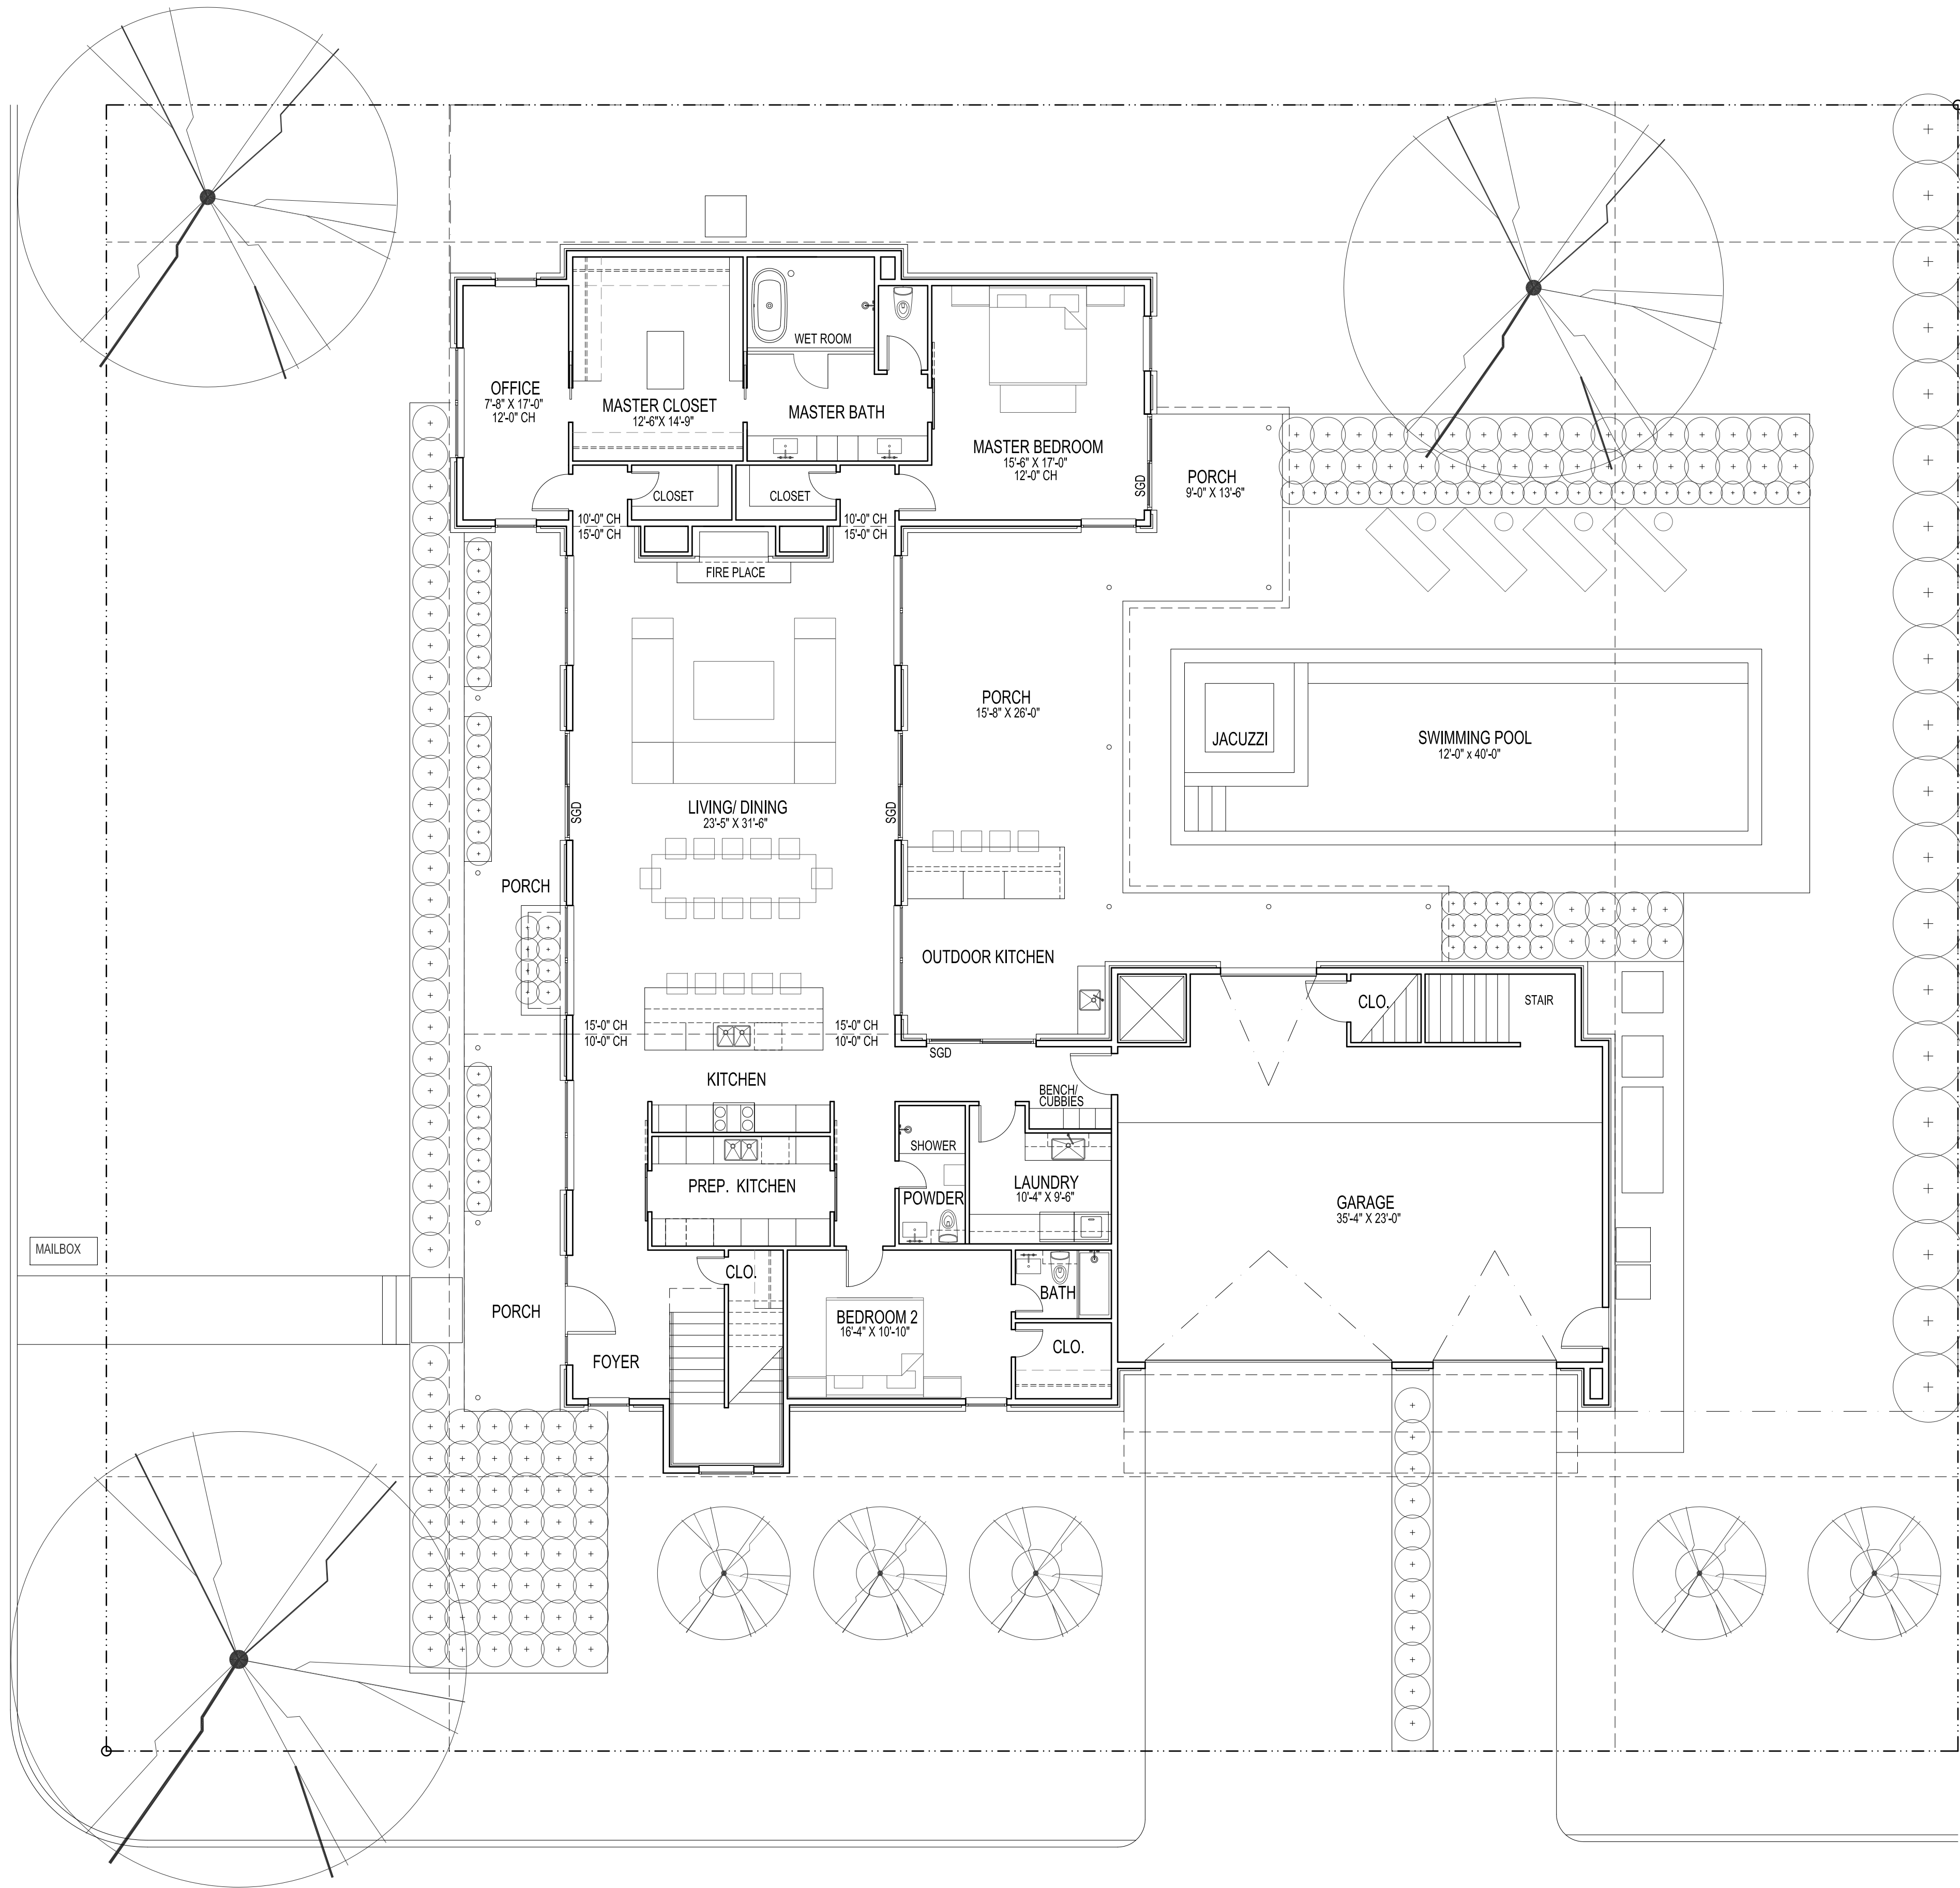 WET ROOM
OFFICE
7'-8" X 17'-0"
12'-0" CH
MASTER CLOSET
12'-6"X 14'-9"
MASTER BATH
MASTER BEDROOM
15'-6" X 17'-0"
12'-0" CH
SGD
PORCH
9'-0" X 13'-6"
CLOSET
CLOSET
10'-0" CH
15'-0" CH
10'-0" CH
15'-0" CH
FIRE PLACE
PORCH
15'-8" X 26'-0"
JACUZZI
SWIMMING POOL
12'-0" x 40'-0"
SGD
LIVING/ DINING
23'-5" X 31'-6"
SGD
PORCH
OUTDOOR KITCHEN
CLO.
STAIR
15'-0" CH
10'-0" CH
15'-0" CH
10'-0" CH
SGD
KITCHEN
BENCH/
CUBBIES
SHOWER
PREP. KITCHEN
POWDER
LAUNDRY
10'-4" X 9'-6"
GARAGE
35'-4" X 23'-0"
MAILBOX
CLO.
BATH
PORCH
BEDROOM 2
16'-4" X 10'-10"
CLO.
FOYER